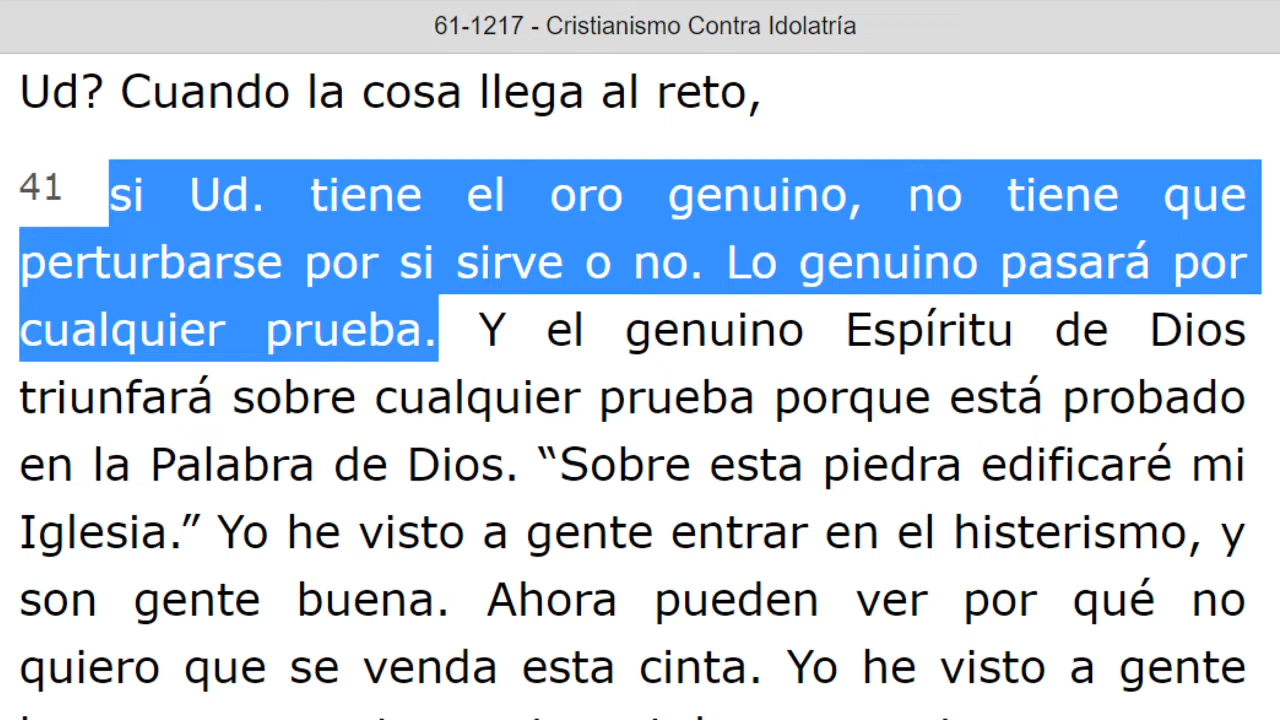 61-1217 - Cristianismo Contra Idolatría
Ud? Cuando la cosa llega al reto,
41 si Ud. tiene el oro genuino, no tiene que
perturbarse por si sirve o no. Lo genuino pasará por
cualquier prueba. Y el genuino Espíritu de Dios
triunfará sobre cualquier prueba porque está probado
en la Palabra de Dios. “Sobre esta piedra edificaré mi
Iglesia.” Yo he visto a gente entrar en el histerismo, y
son gente buena. Ahora pueden ver por qué no
quiero que se venda esta cinta. Yo he visto a gente